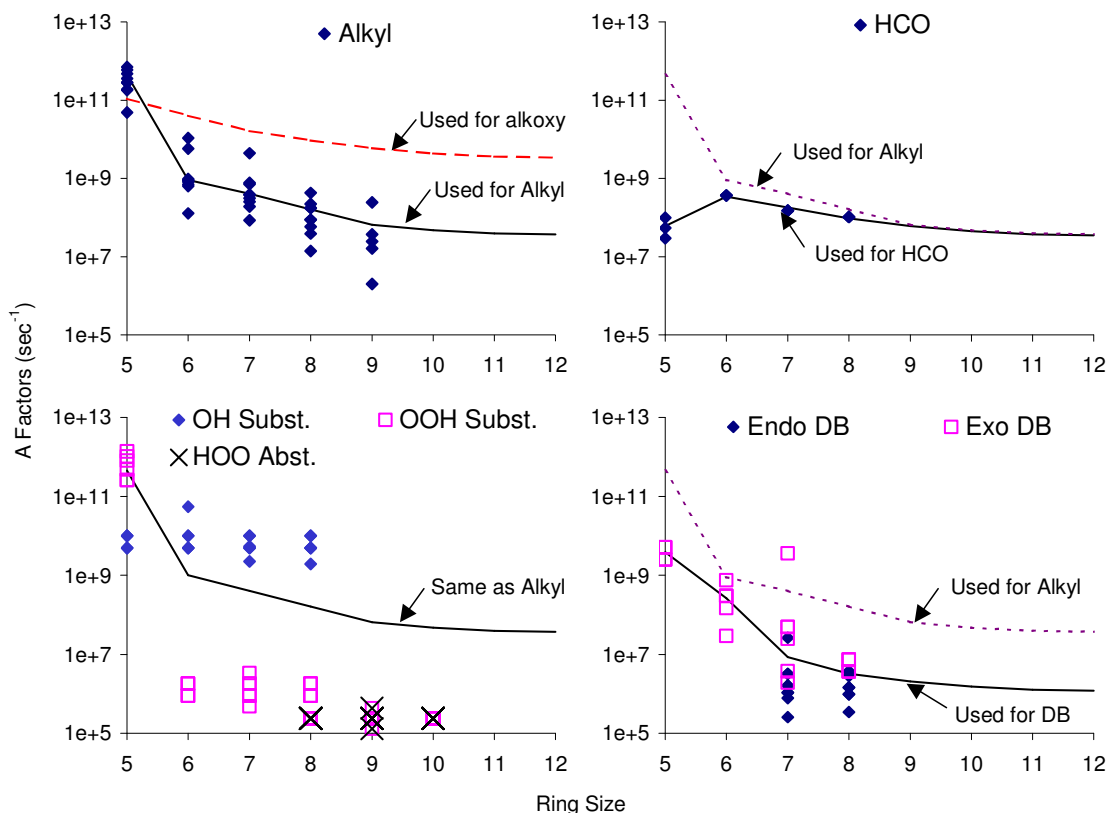 A Factors (sec⁻¹)
1e+13
1e+11
1e+9
1e+7
1e+5
Alkyl
Used for alkoxy
Used for Alkyl
5 6 7 8 9 10 11 12
1e+13
1e+11
1e+9
1e+7
1e+5
HCO
Used for Alkyl
Used for HCO
5 6 7 8 9 10 11 12
1e+13
1e+11
1e+9
1e+7
1e+5
OH Subst. OOH Subst.
HOO Abst.
Same as Alkyl
5 6 7 8 9 10 11 12
1e+13
1e+11
1e+9
1e+7
1e+5
Endo DB Exo DB
Used for Alkyl
Used for DB
5 6 7 8 9 10 11 12
Ring Size